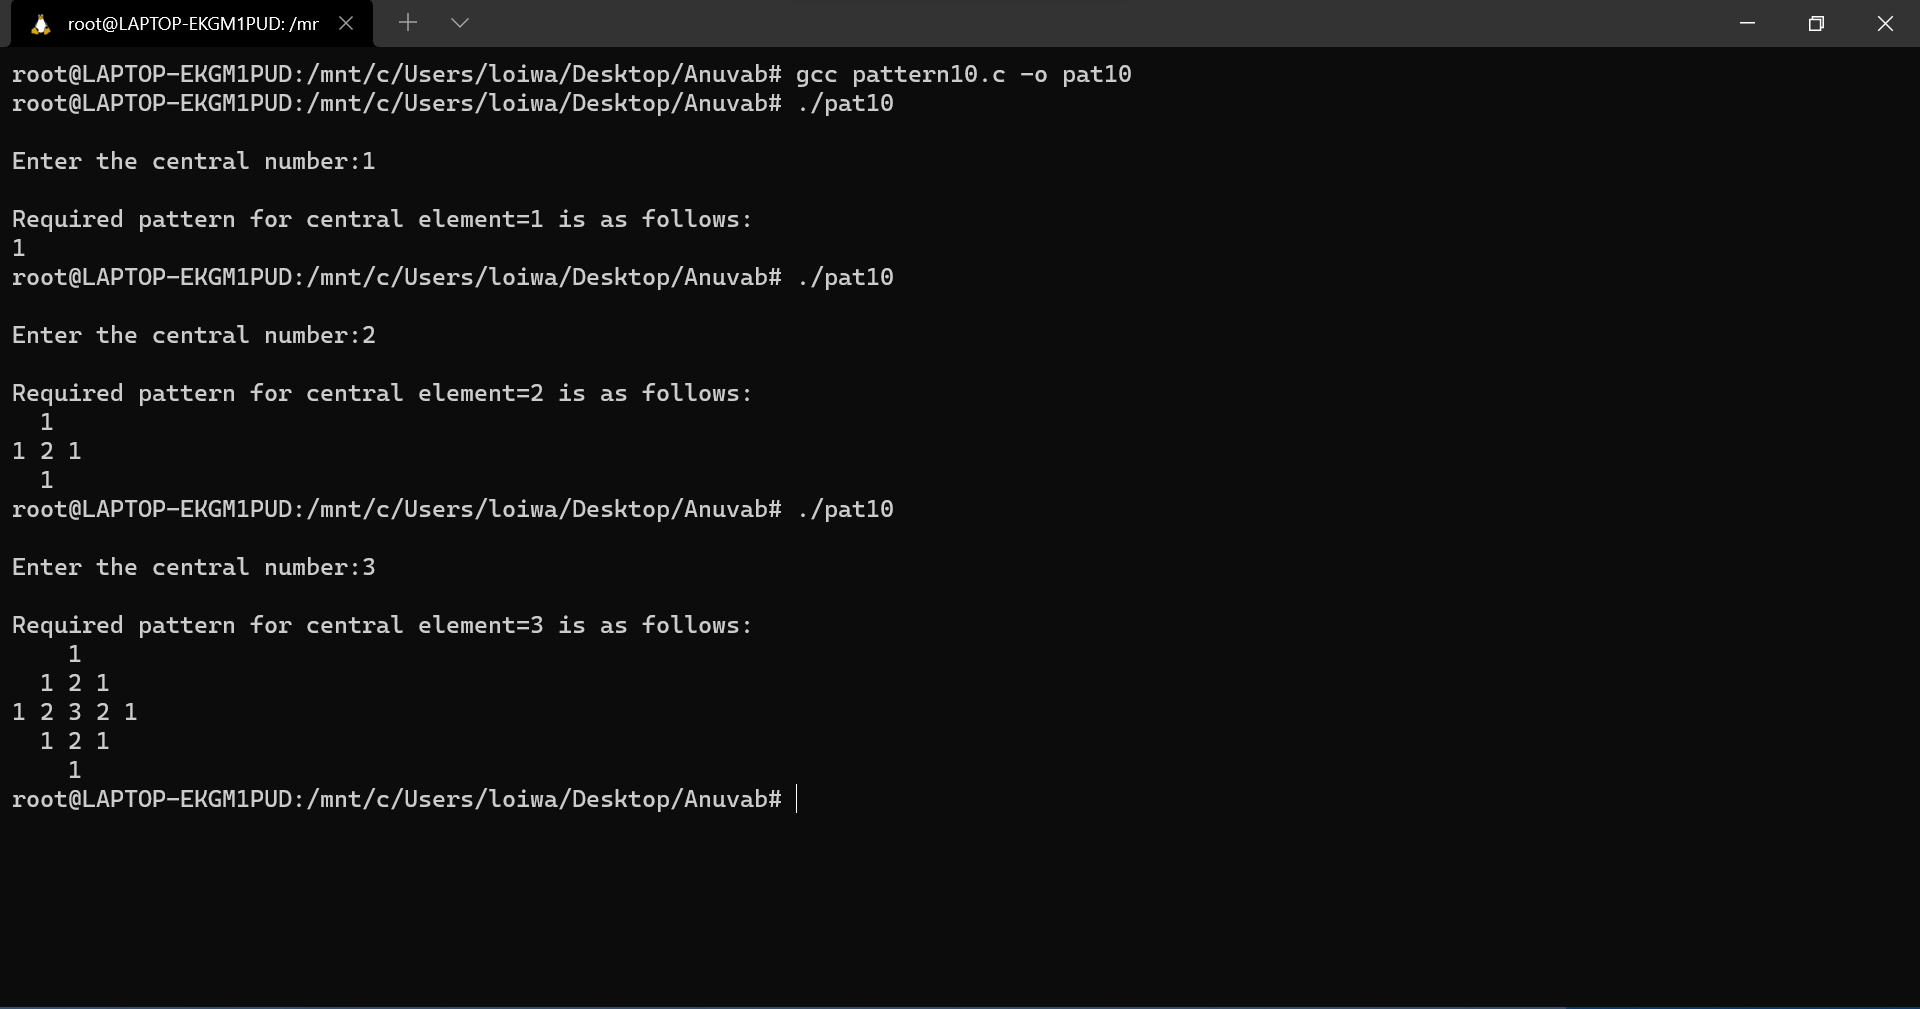 root@LAPTOP-EKGM1PUD: /mr
root@LAPTOP-EKGM1PUD:/mnt/c/Users/loiwa/Desktop/Anuvab# gcc pattern10.c -o pat10
root@LAPTOP-EKGM1PUD:/mnt/c/Users/loiwa/Desktop/Anuvab# ./pat10

Enter the central number:1

Required pattern for central element=1 is as follows:
1
root@LAPTOP-EKGM1PUD:/mnt/c/Users/loiwa/Desktop/Anuvab# ./pat10

Enter the central number:2

Required pattern for central element=2 is as follows:
  1
1 2 1
  1
root@LAPTOP-EKGM1PUD:/mnt/c/Users/loiwa/Desktop/Anuvab# ./pat10

Enter the central number:3

Required pattern for central element=3 is as follows:
    1
  1 2 1
1 2 3 2 1
  1 2 1
    1
root@LAPTOP-EKGM1PUD:/mnt/c/Users/loiwa/Desktop/Anuvab#